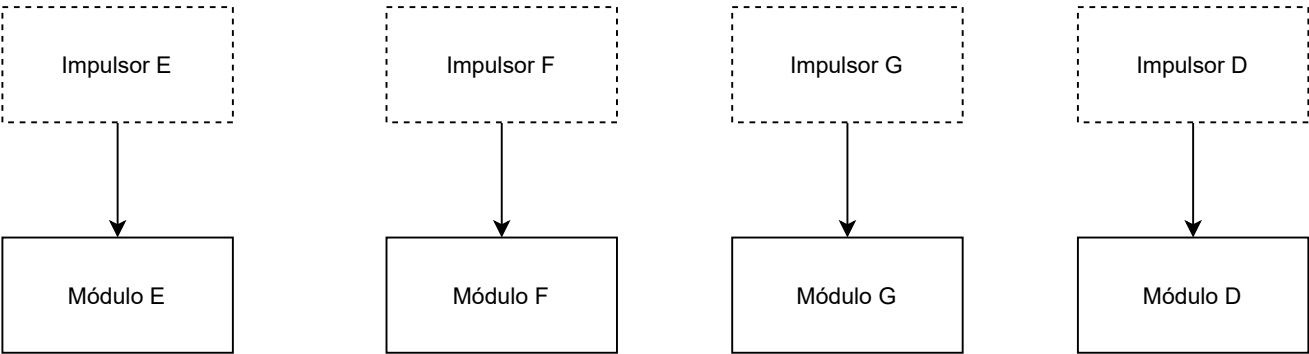 Impulsor E
Impulsor F
Impulsor G
Impulsor D
Módulo E
Módulo F
Módulo G
Módulo D